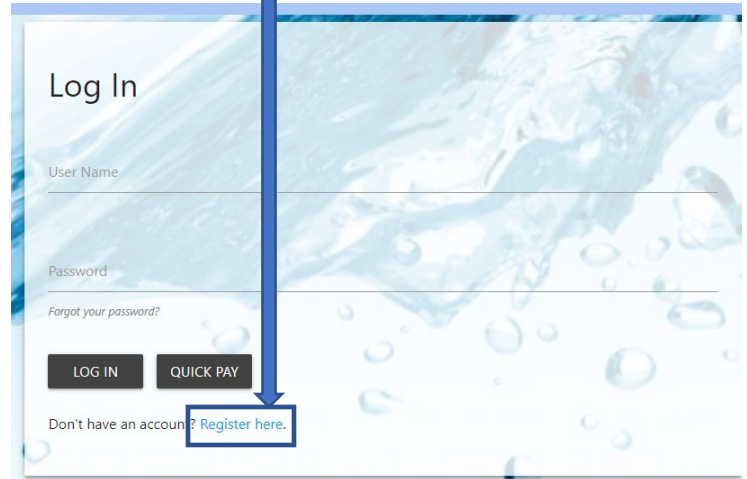 Log In
User Name
Password
Forgot your password?
LOG IN QUICK PAY
Don't have an account? Register here.